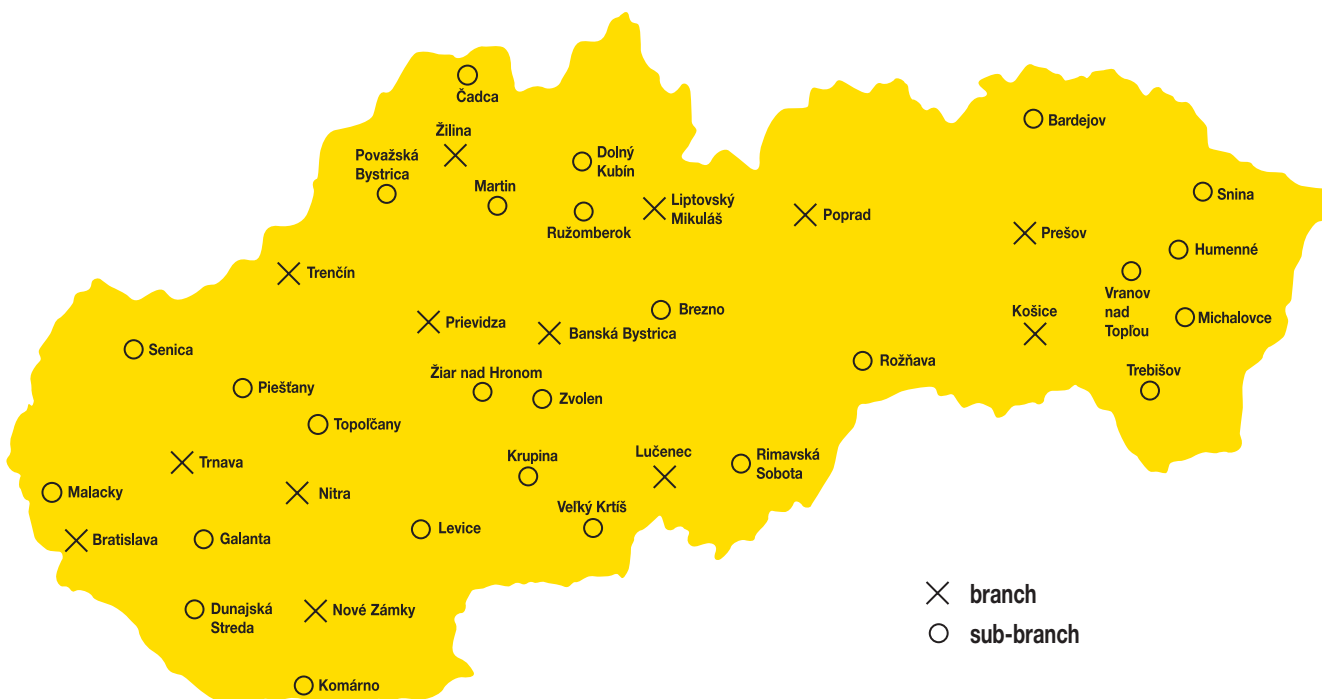 Čadca
Žilina
Považská
Bystrica
Dolný
Kubín
Martin
Ružomberok
Liptovský
Mikuláš
Poprad
Bardejov
Snina
Prešov
Humenné
Vranov
nad
Topľou
Michalovce
Košice
Trebišov
Trenčín
Prievidza
Banská Bystrica
Brezno
Rožňava
Senica
Piešťany
Žiar nad Hronom
Zvolen
Topoľčany
Krupina
Lučenec
Rimavská
Sobota
Trnava
Nitra
Malacky
Bratislava
Galanta
Levice
Veľký Krtíš
Dunajská
Streda
Nové Zámky
Komárno
branch
sub-branch